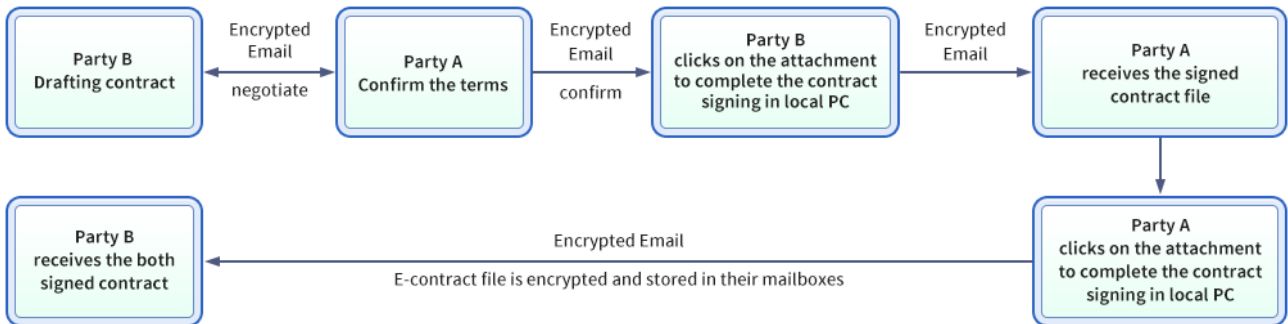 Party B
Drafting contract
Encrypted
Email
negotiate
Party A
Confirm the terms
Encrypted
Email
confirm
Party B
clicks on the attachment
to complete the contract
signing in local PC
Encrypted
Email
Party A
receives the signed
contract file
Party A
clicks on the attachment
to complete the contract
signing in local PC
Encrypted Email
E-contract file is encrypted and stored in their mailboxes
Party B
receives the both
signed contract